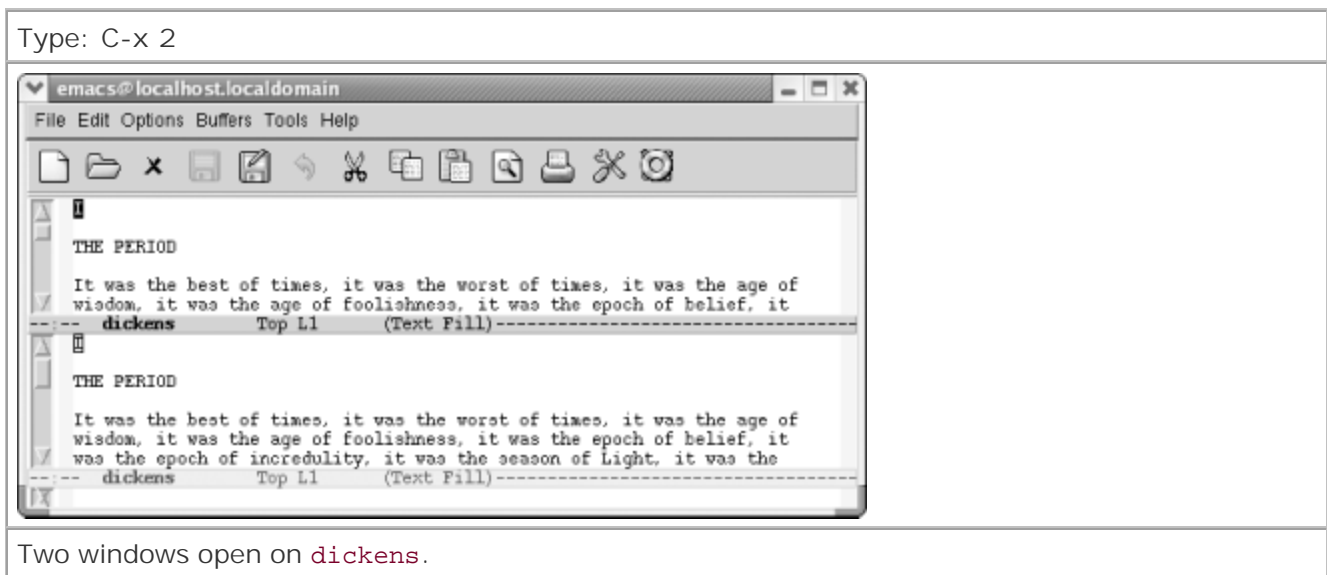 Type: C-x 2
emacs@localhost.localdomain
File Edit Options Buffers Tools Help
I
THE PERIOD
It was the best of times, it was the worst of times, it was the age of
wisdom, it was the age of foolishness, it was the epoch of belief, it
--:-- dickens Top L1 (Text Fill)----------------------------------
I
THE PERIOD
It was the best of times, it was the worst of times, it was the age of
wisdom, it was the age of foolishness, it was the epoch of belief, it
was the epoch of incredulity, it was the season of Light, it was the
--:-- dickens Top L1 (Text Fill)----------------------------------
Two windows open on dickens.